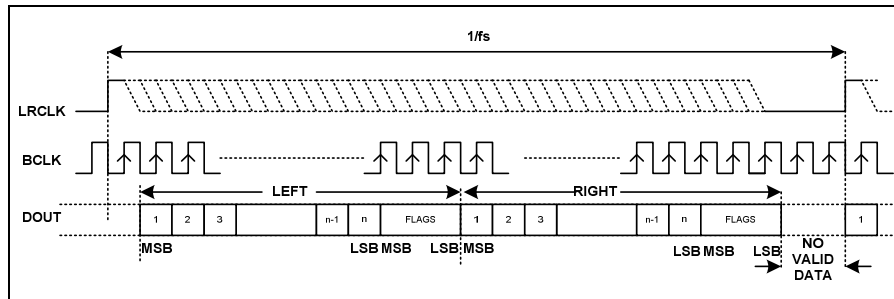 1/fs
LRCLK
BCLK
LEFT
RIGHT
DOUT
1 2 3 n-1 n FLAGS 1 2 3 n-1 n FLAGS 1
MSB LSB MSB LSB MSB LSB MSB LSB
NO
VALID
DATA